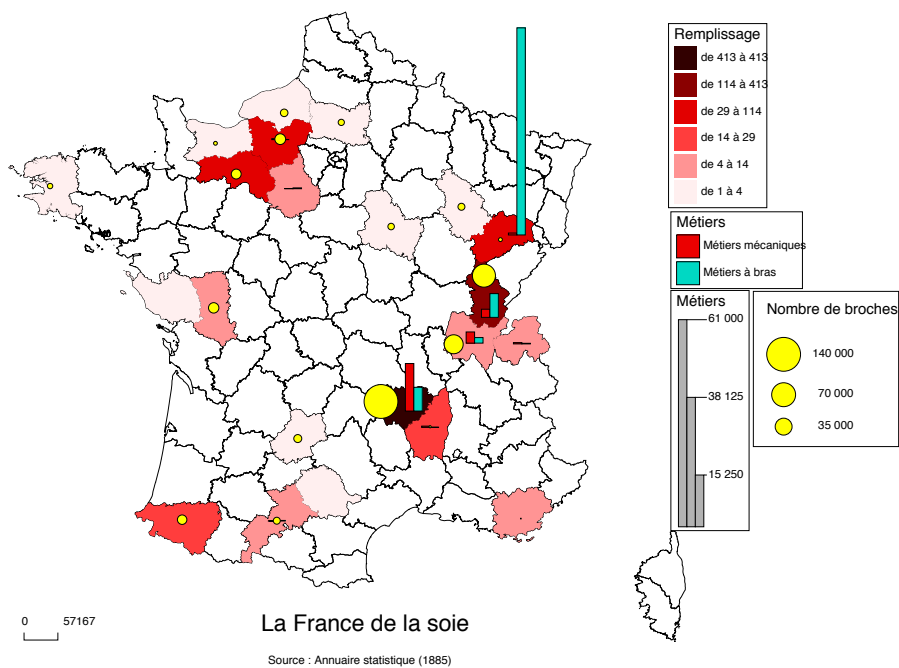 Remplissage
de 413 à 413
de 114 à 413
de 29 à 114
de 14 à 29
de 4 à 14
de 1 à 4
Métiers
Métiers mécaniques
Métiers à bras
Métiers
61 000
38 125
15 250
Nombre de broches
140 000
70 000
35 000
0 57167
La France de la soie
Source : Annuaire statistique (1885)